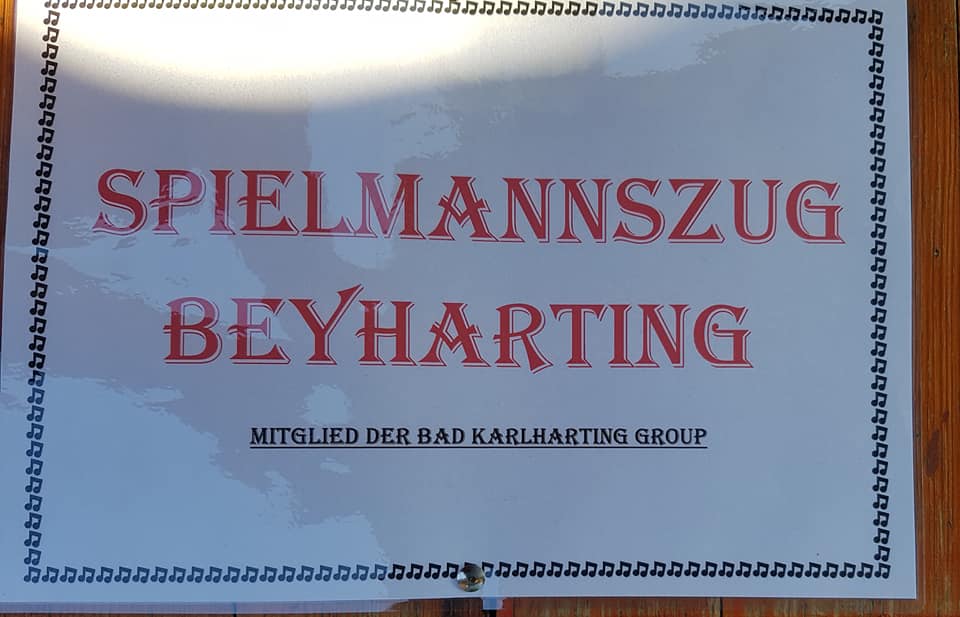 SPIELMANNSZUG
BEYHARTING
MITGLIED DER BAD KARLHARTING GROUP